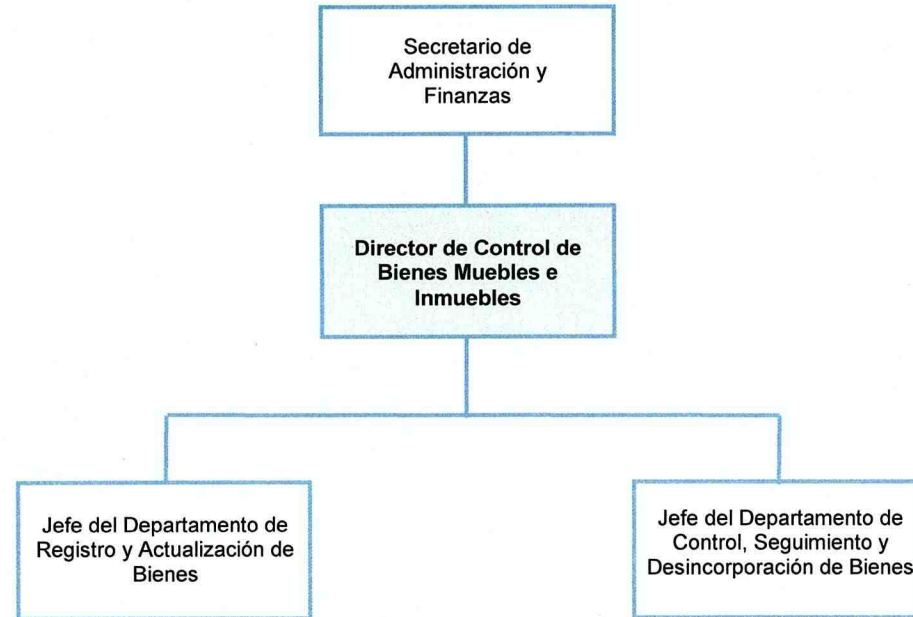 Secretario de
Administración y
Finanzas
Director de Control de
Bienes Muebles e
Inmuebles
Jefe del Departamento de
Registro y Actualización de
Bienes
Jefe del Departamento de
Control, Seguimiento y
Desincorporación de Bienes